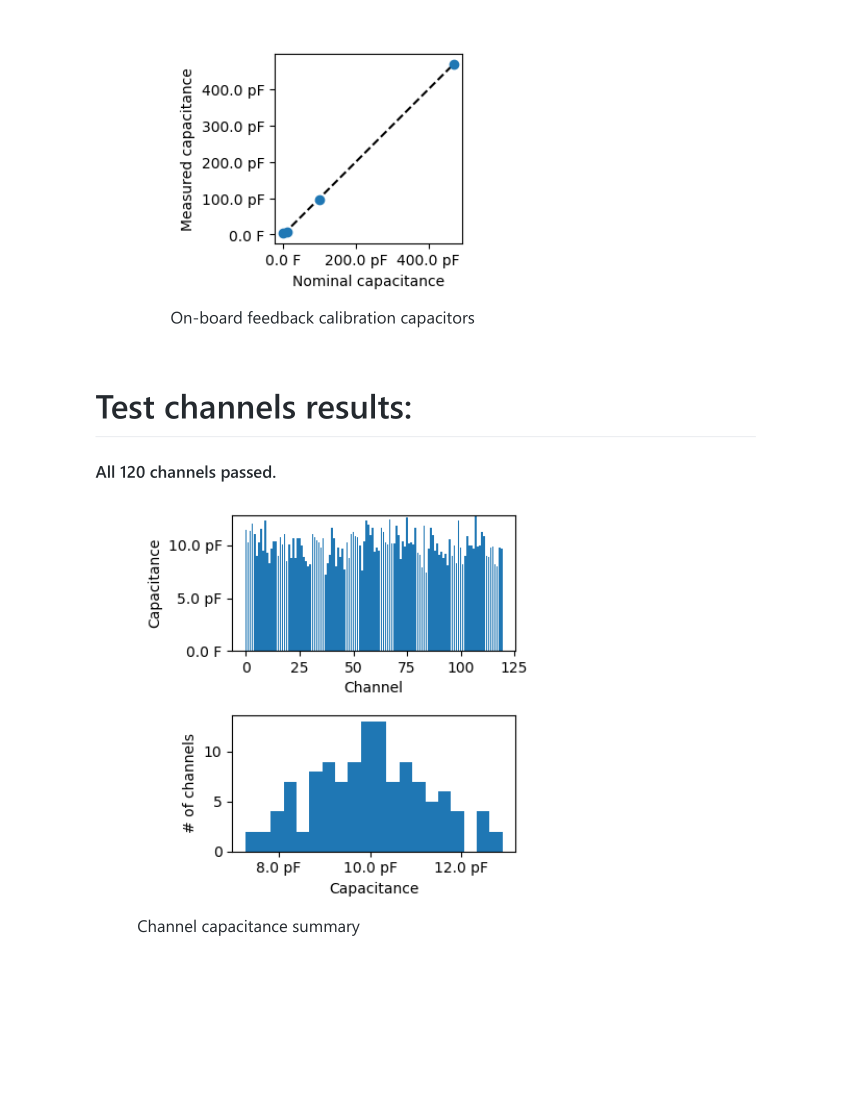 Measured capacitance
400.0 pF
300.0 pF
200.0 pF
100.0 pF
0.0 F
0.0 F 200.0 pF 400.0 pF
Nominal capacitance
On-board feedback calibration capacitors
Test channels results:
All 120 channels passed.
Capacitance
10.0 pF
5.0 pF
0.0 F
0 25 50 75 100 125
Channel
# of channels
10
5
0
8.0 pF 10.0 pF 12.0 pF
Capacitance
Channel capacitance summary